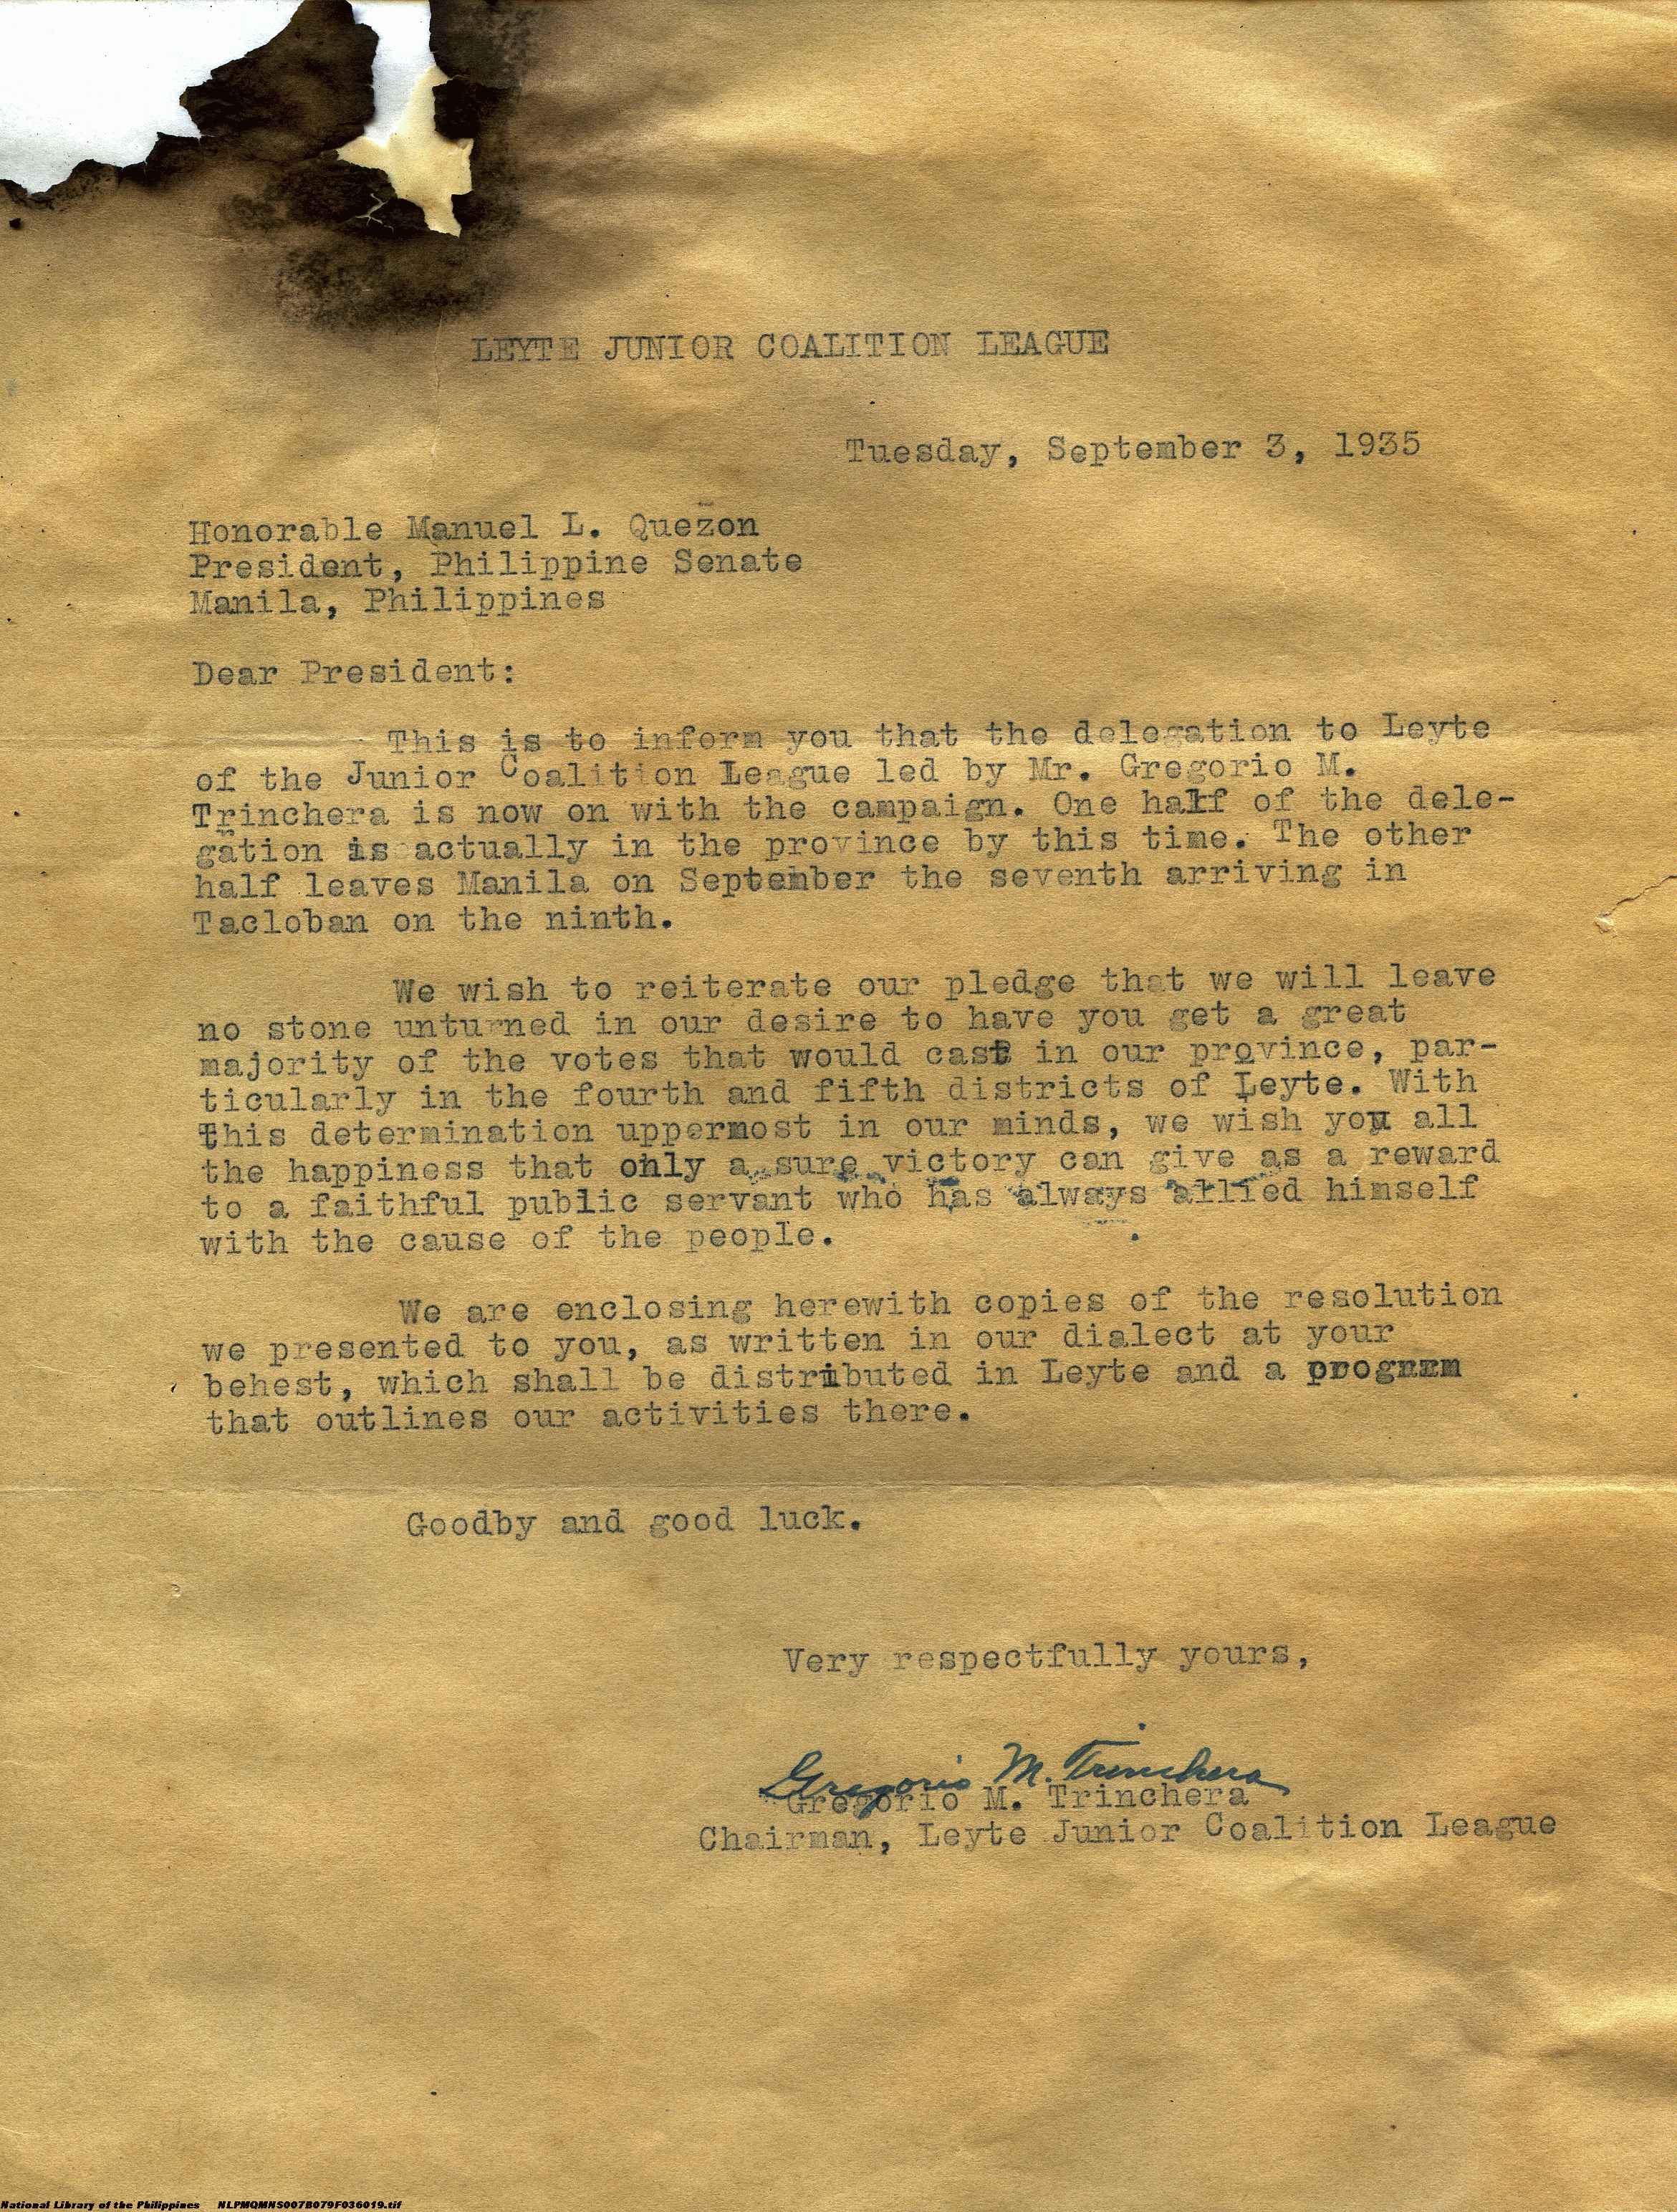 LEYTE JUNIOR COALITION LEAGUE
Tuesday, September 3, 1935
Honorable Manuel L. Quezon
President, Philippine Senate
Manila, Philippines
Dear President:
This is to inform you that the delegation to Leyte
of the Junior Coalition League led by Mr. Gregorio M.
Trinchera is now on with the campaign. One half of the dele-
gation is actually in the province by this time. The other
half leaves Manila on September the seventh arriving in
Tacloban on the ninth.
We wish to reiterate our pledge that we will leave
no stone unturned in our desire to have you get a great
majority of the votes that would cast in our province, par-
ticularly in the fourth and fifth districts of Leyte. With
this determination uppermost in our minds, we wish you all
the happiness that only a sure victory can give as a reward
to a faithful public servant who has always allied himself
with the cause of the people.
We are enclosing herewith copies of the resolution
we presented to you, as written in our dialect at your
behest, which shall be distributed in Leyte and a program
that outlines our activities there.
Goodby and good luck.
Very respectfully yours,
Gregorio M. Trinchera
Gregorio M. Trinchera
Chairman, Leyte Junior Coalition League
National Library of the Philippines NLPMQMNS007B079F036019.tif